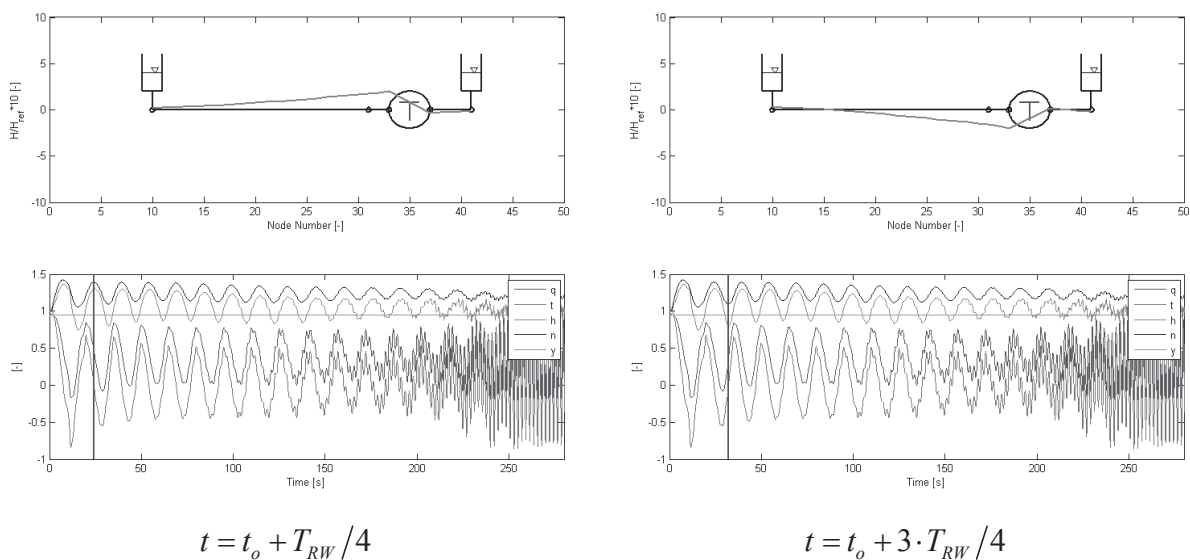 10
5
0
-5
-10
H/H_ref *10 [-]
0 5 10 15 20 25 30 35 40 45 50
Node Number [-]
T
10
5
0
-5
-10
H/H_ref *10 [-]
0 5 10 15 20 25 30 35 40 45 50
Node Number [-]
T
1.5
1
0.5
0
-0.5
-1
[-]
0 50 100 150 200 250
Time [s]
q
t
h
n
y
1.5
1
0.5
0
-0.5
-1
[-]
0 50 100 150 200 250
Time [s]
q
t
h
n
y
t = t_o + T_RW/4
t = t_o + 3·T_RW/4